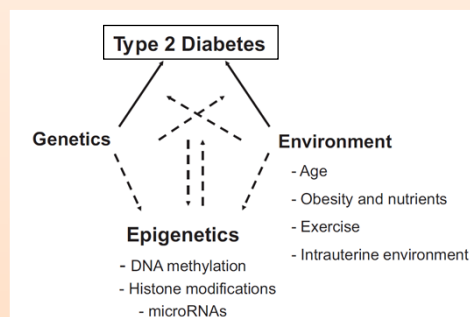 Type 2 Diabetes
Genetics
Environment
- Age
- Obesity and nutrients
- Exercise
- Intrauterine environment
Epigenetics
- DNA methylation
- Histone modifications
- microRNAs